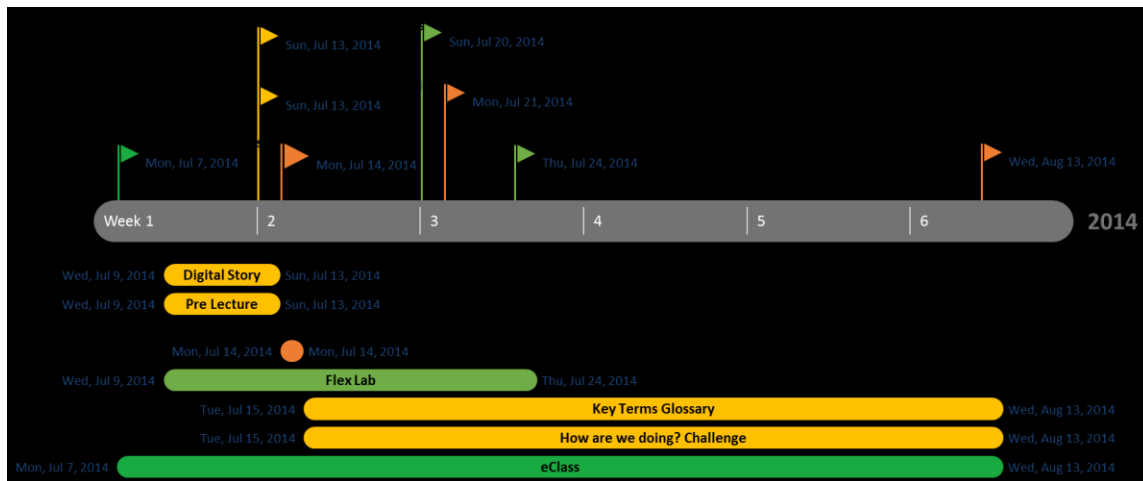 Sun, Jul 13, 2014
Sun, Jul 20, 2014
Sun, Jul 13, 2014
Mon, Jul 21, 2014
Mon, Jul 7, 2014
Mon, Jul 14, 2014
Thu, Jul 24, 2014
Wed, Aug 13, 2014
Week 1 2 3 4 5 6 2014
Wed, Jul 9, 2014 Digital Story Sun, Jul 13, 2014
Wed, Jul 9, 2014 Pre Lecture Sun, Jul 13, 2014
Mon, Jul 14, 2014 Mon, Jul 14, 2014
Wed, Jul 9, 2014 Flex Lab Thu, Jul 24, 2014
Tue, Jul 15, 2014 Key Terms Glossary Wed, Aug 13, 2014
Tue, Jul 15, 2014 How are we doing? Challenge Wed, Aug 13, 2014
Mon, Jul 7, 2014 eClass Wed, Aug 13, 2014